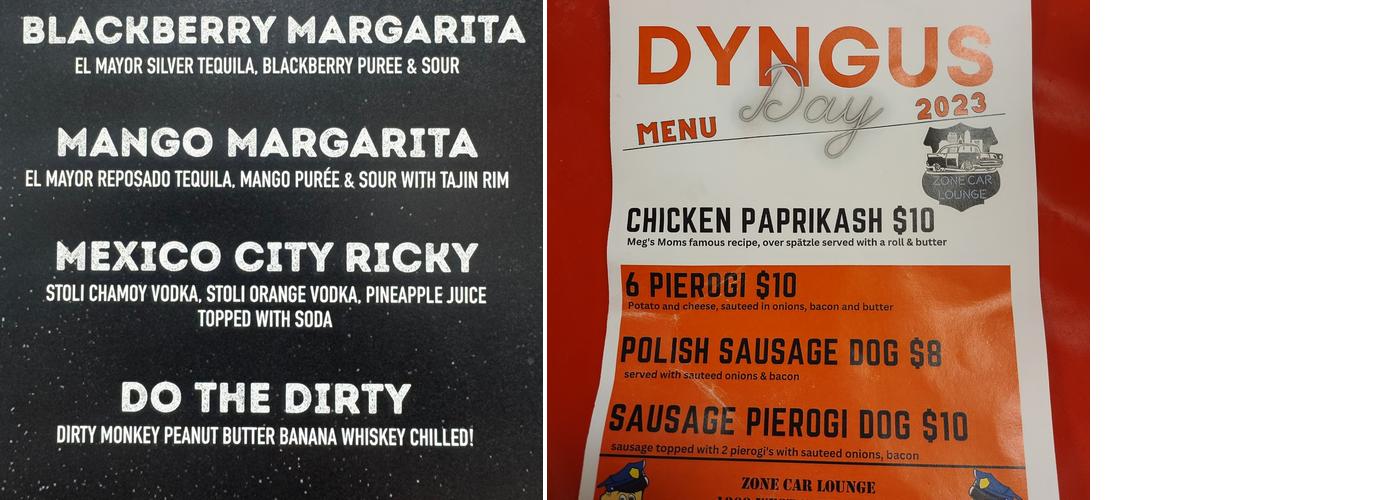 BLACKBERRY MARGARITA
EL MAYOR SILVER TEQUILA, BLACKBERRY PUREE & SOUR
MANGO MARGARITA
EL MAYOR REPOSADO TEQUILA, MANGO PURÉE & SOUR WITH TAJIN RIM
MEXICO CITY RICKY
STOLI CHAMOY VODKA, STOLI ORANGE VODKA, PINEAPPLE JUICE
TOPPED WITH SODA
DO THE DIRTY
DIRTY MONKEY PEANUT BUTTER BANANA WHISKEY CHILLED!
DYNGUS
Day
MENU
2023
ZONE CAR
LOUNGE
CHICKEN PAPRIKASH $10
Meg's Moms famous recipe, over spätzle served with a roll & butter
6 PIEROGI $10
Potato and cheese, sauteed in onions, bacon and butter
POLISH SAUSAGE DOG $8
served with sauteed onions & bacon
SAUSAGE PIEROGI DOG $10
sausage topped with 2 pierogi's with sauteed onions, bacon
ZONE CAR LOUNGE